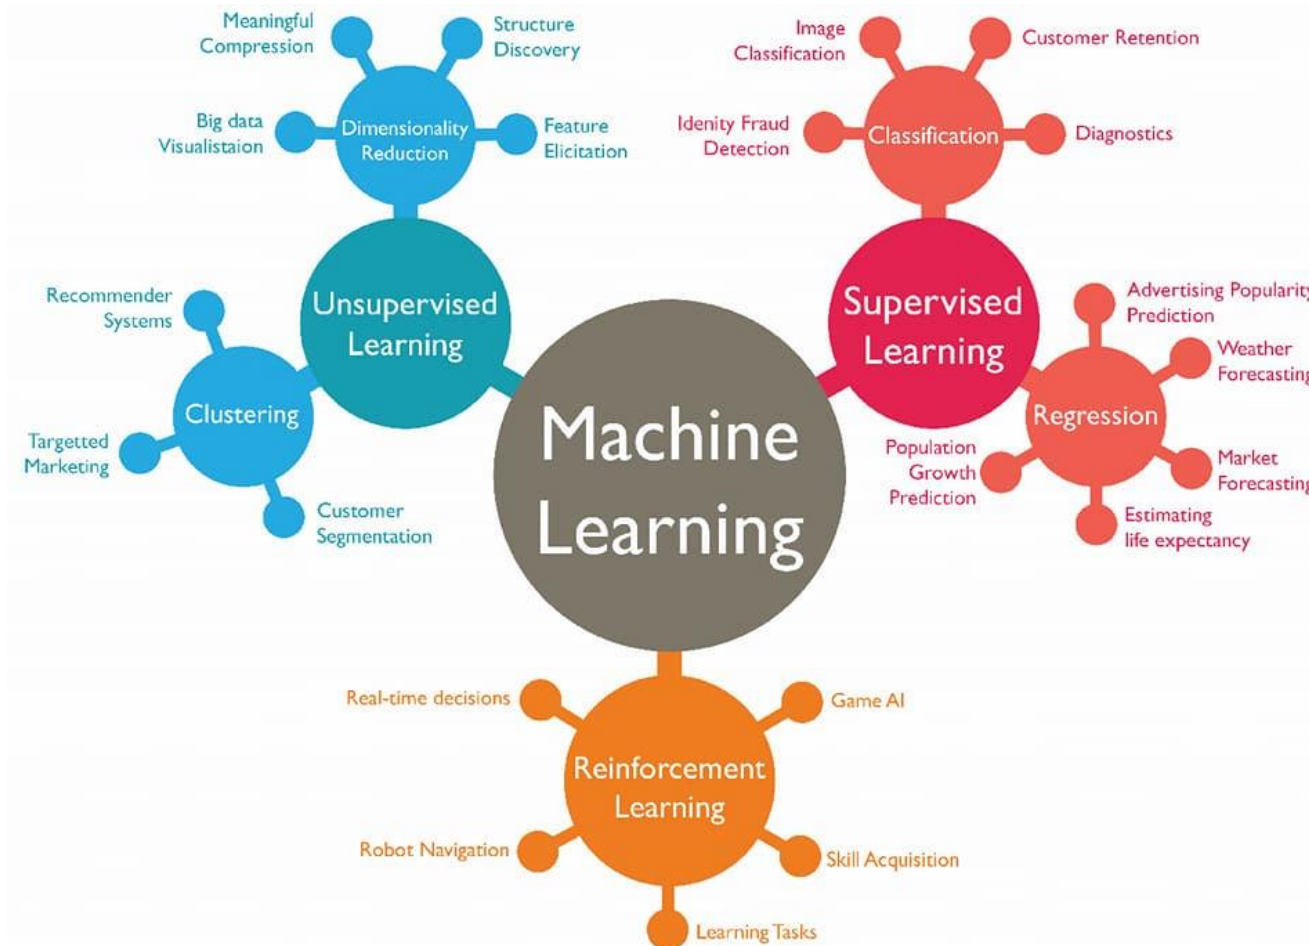 Meaningful
Compression
Structure
Discovery
Big data
Visualistaion
Dimensionality
Reduction
Feature
Elicitation
Image
Classification
Customer Retention
Idenity Fraud
Detection
Classification
Diagnostics
Recommender
Systems
Unsupervised
Learning
Clustering
Targetted
Marketing
Customer
Segmentation
Supervised
Learning
Advertising Popularity
Prediction
Weather
Forecasting
Regression
Population
Growth
Prediction
Market
Forecasting
Estimating
life expectancy
Machine
Learning
Real-time decisions
Game AI
Reinforcement
Learning
Robot Navigation
Skill Acquisition
Learning Tasks